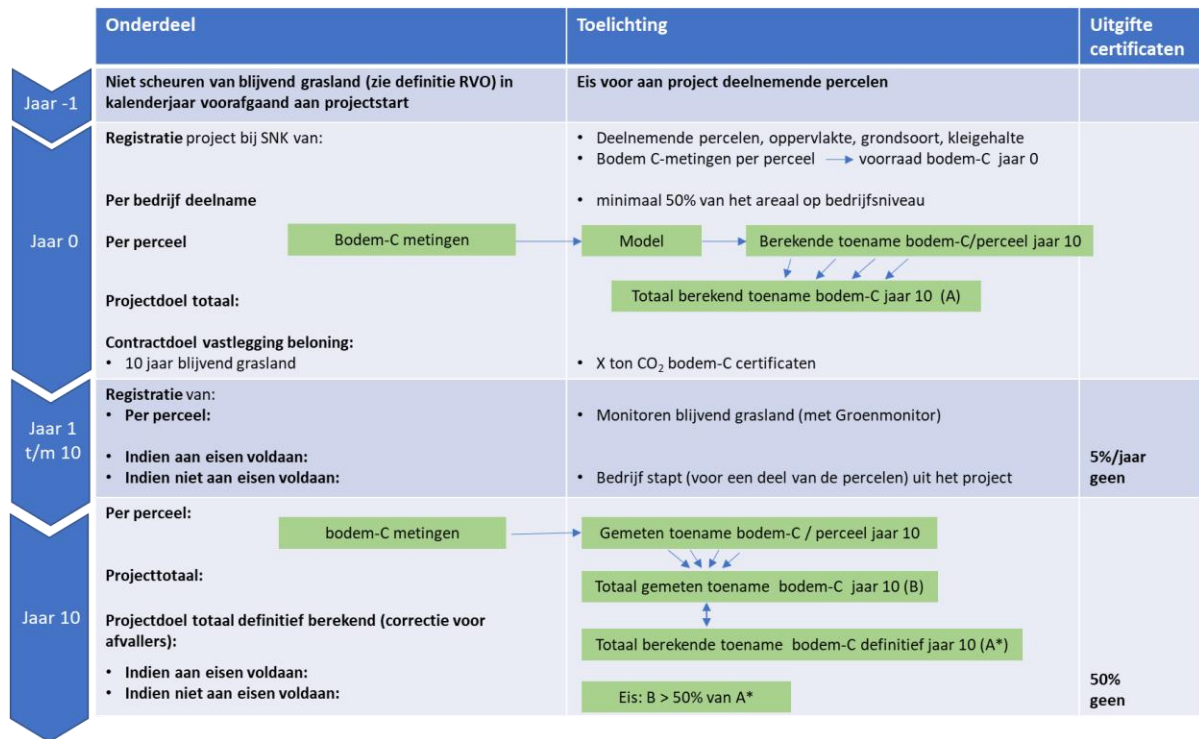 Onderdeel
Toelichting
Uitgifte
certificaten
Jaar -1
Niet scheuren van blijvend grasland (zie definitie RVO) in
kalenderjaar voorafgaand aan projectstart
Eis voor aan project deelnemende percelen
Jaar 0
Registratie project bij SNK van:
• Deelnemende percelen, oppervlakte, grondsoort, kleigehalte
• Bodem C-metingen per perceel → voorraad bodem-C jaar 0
Per bedrijf deelname
• minimaal 50% van het areaal op bedrijfsniveau
Per perceel
Bodem-C metingen
Model
Berekende toename bodem-C/perceel jaar 10
Projectdoel totaal:
Totaal berekend toename bodem-C jaar 10 (A)
Contractdoel vastlegging beloning:
• 10 jaar blijvend grasland
• X ton CO₂ bodem-C certificaten
Jaar 1
t/m 10
Registratie van:
• Per perceel:
• Monitoren blijvend grasland (met Groenmonitor)
• Indien aan eisen voldaan:
5%/jaar
• Indien niet aan eisen voldaan:
• Bedrijf stapt (voor een deel van de percelen) uit het project
geen
Jaar 10
Per perceel:
bodem-C metingen
Gemeten toename bodem-C / perceel jaar 10
Projecttotaal:
Totaal gemeten toename bodem-C jaar 10 (B)
Projectdoel totaal definitief berekend (correctie voor
afvallers):
Totaal berekende toename bodem-C definitief jaar 10 (A*)
• Indien aan eisen voldaan:
50%
• Indien niet aan eisen voldaan:
Eis: B > 50% van A*
geen